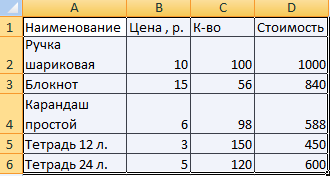 A B C D
1 Наименование Цена , р. К-во Стоимость
Ручка
2 шариковая 10 100 1000
3 Блокнот 15 56 840
Карандаш
4 простой 6 98 588
5 Тетрадь 12 л. 3 150 450
6 Тетрадь 24 л. 5 120 600